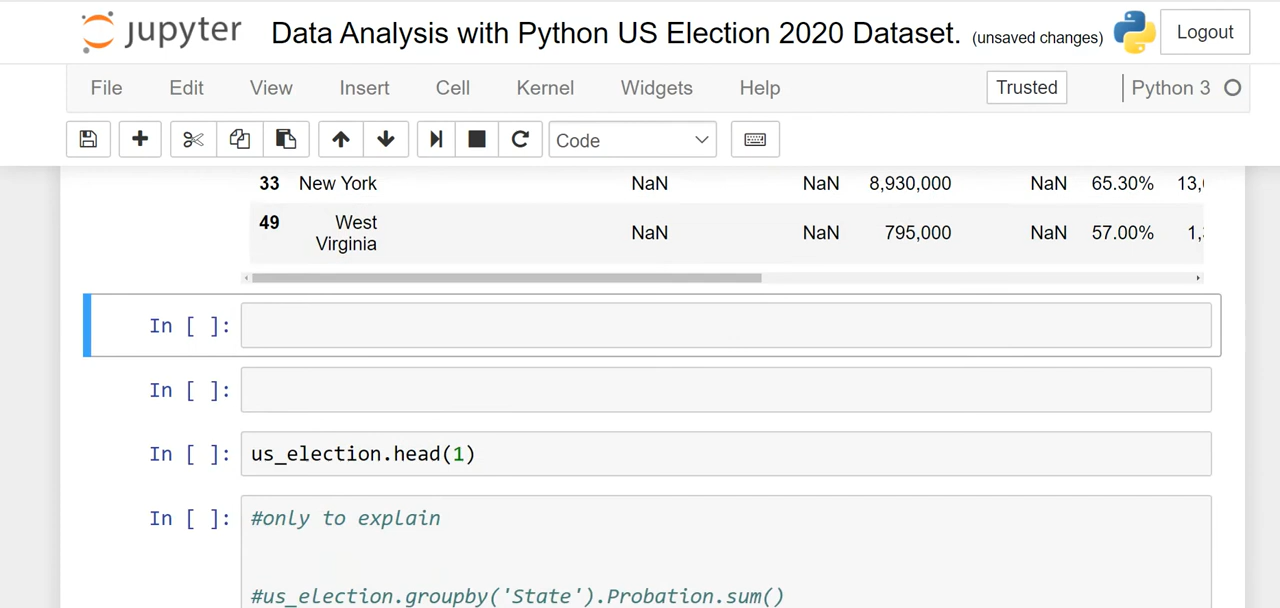 jupyter Data Analysis with Python US Election 2020 Dataset. (unsaved changes) Logout
File Edit View Insert Cell Kernel Widgets Help Trusted Python 3
Code
33 New York NaN NaN 8,930,000 NaN 65.30% 13,
49 West Virginia NaN NaN 795,000 NaN 57.00% 1,
In [ ]:
In [ ]:
In [ ]: us_election.head(1)
In [ ]: #only to explain
#us_election.groupby('State').Probation.sum()